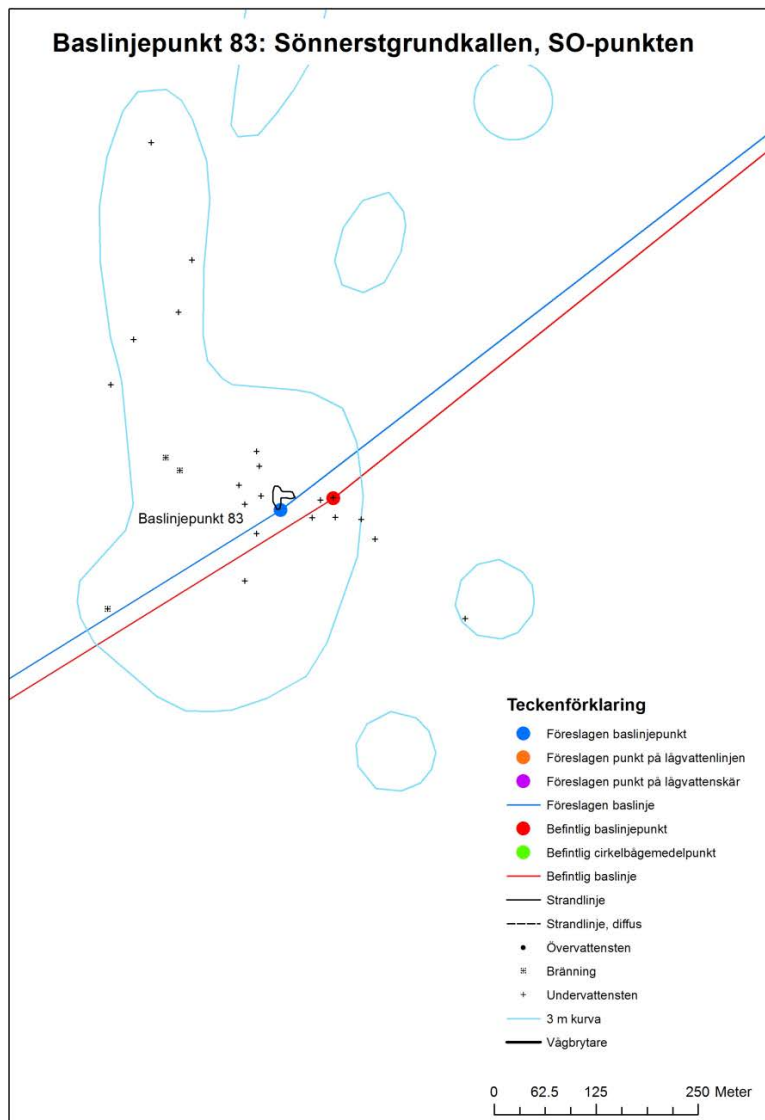 Baslinjepunkt 83: Sönnerstgrundkallen, SO-punkten
Baslinjepunkt 83
Teckenförklaring
Föreslagen baslinjepunkt
Föreslagen punkt på lågvattenlinjen
Föreslagen punkt på lågvattenskär
Föreslagen baslinje
Befintlig baslinjepunkt
Befintlig cirkelbågemedelpunkt
Befintlig baslinje
Strandlinje
Strandlinje, diffus
Övervattensten
Bränning
Undervattensten
3 m kurva
Vågbrytare
0 62.5 125 250 Meter